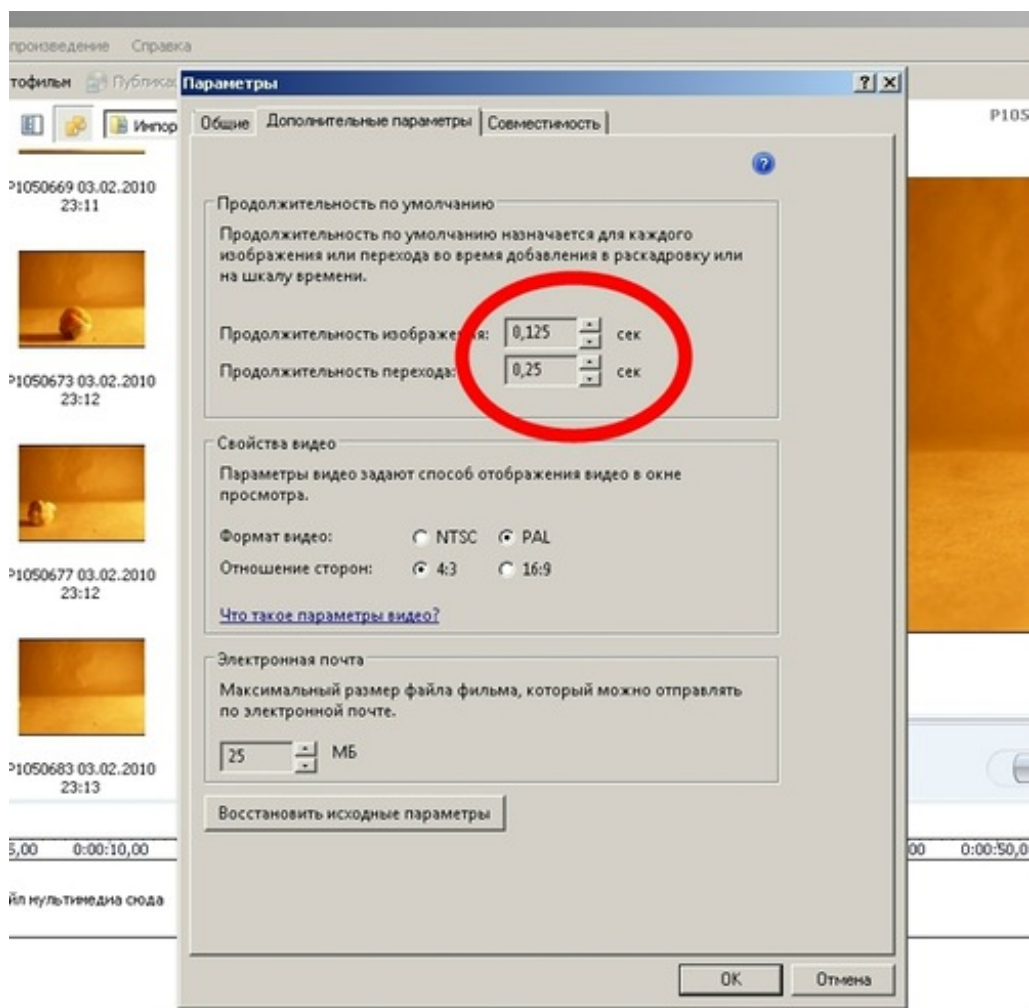 произведение Справка
тофильм Публика
Параметры
Импор
Общие Дополнительные параметры Совместимость
P105
P1050669 03.02.2010
23:11
Продолжительность по умолчанию
Продолжительность по умолчанию назначается для каждого
изображения или перехода во время добавления в раскадровку или
на шкалу времени.
Продолжительность изображения: 0,125 сек
Продолжительность перехода: 0,25 сек
P1050673 03.02.2010
23:12
Свойства видео
Параметры видео задают способ отображения видео в окне
просмотра.
Формат видео: NTSC PAL
Отношение сторон: 4:3 16:9
Что такое параметры видео?
P1050677 03.02.2010
23:12
Электронная почта
Максимальный размер файла фильма, который можно отправлять
по электронной почте.
25 МБ
P1050683 03.02.2010
23:13
Восстановить исходные параметры
5,00 0:00:10,00 00 0:00:50,0
йл мультимедиа сюда
ОК Отмена